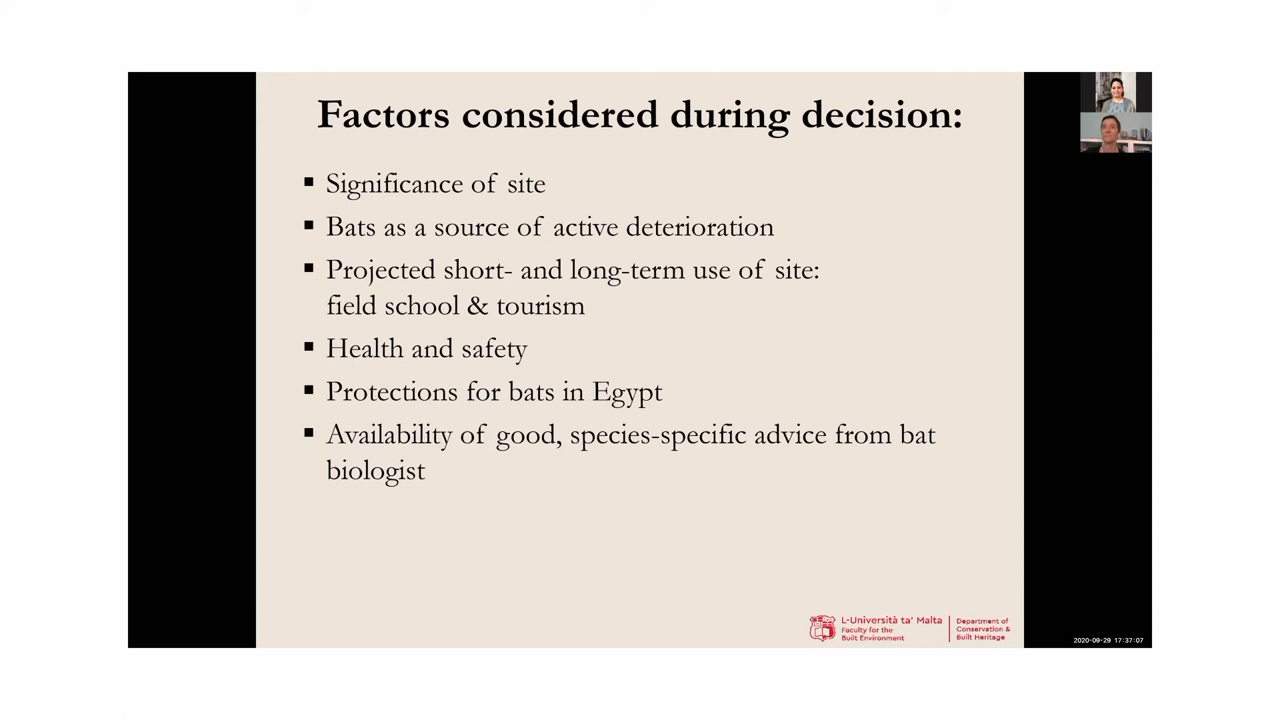 Factors considered during decision:
Significance of site
Bats as a source of active deterioration
Projected short- and long-term use of site:
field school & tourism
Health and safety
Protections for bats in Egypt
Availability of good, species-specific advice from bat
biologist
L-Università ta' Malta
Faculty for the
Built Environment
Department of
Conservation &
Built Heritage
2020-09-29 17:37:07